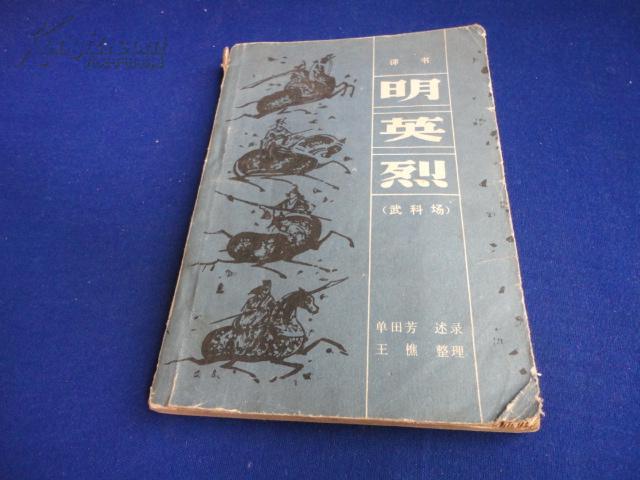 评 书
明
英
烈
(武科场)
单田芳 述录
王樵 整理